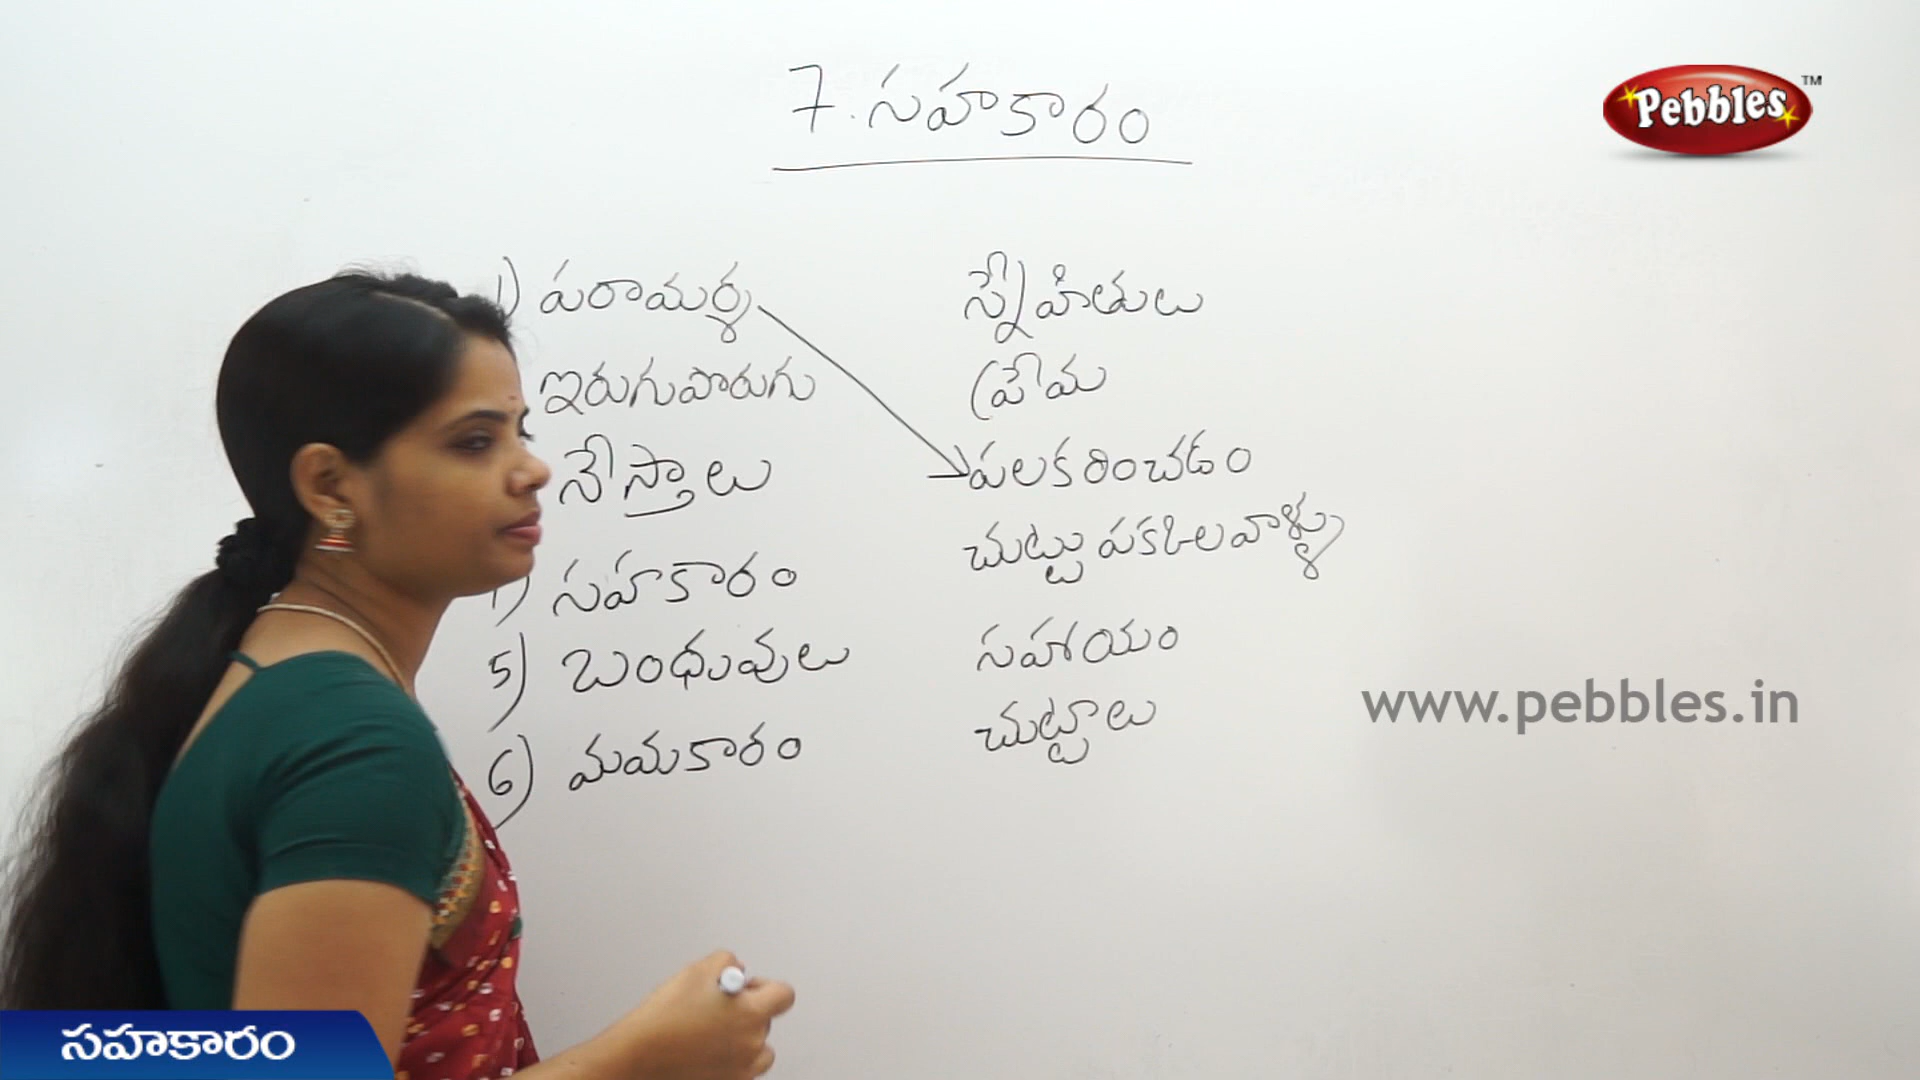 7. సహకారం
Pebbles™
1) పరామర్శ స్నేహితులు
ఇరుగుపొరుగు ప్రేమ
నేస్తాలు పలకరించడం
చుట్టుపక్కలవాళ్ళు
సహకారం సహాయం
5) బంధువులు చుట్టాలు
6) మమకారం
www.pebbles.in
సహకారం